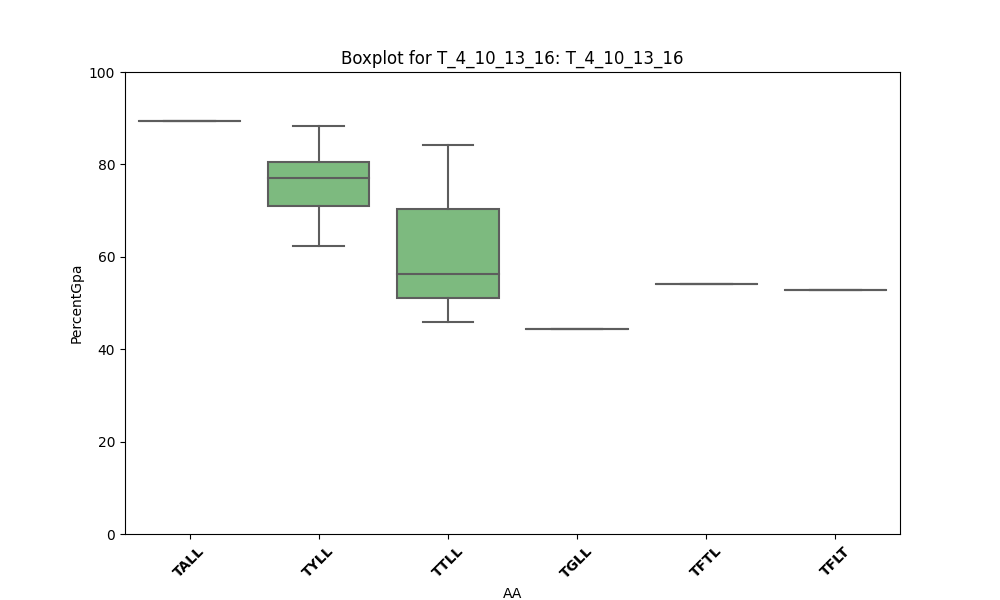 Boxplot for T_4_10_13_16: T_4_10_13_16
100
80
60
40
20
0
PercentGpa
TALL
TYLL
TTLL
TGLL
TFTL
TFLT
AA